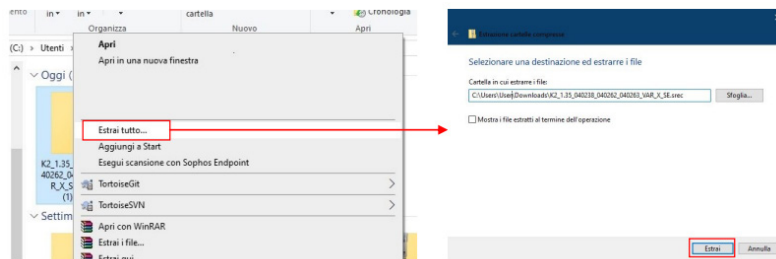 in ▾ in ▾ cartella ▾ Cronologia
Organizza Nuovo Apri
(C:) > Utenti >
Oggi (
K2_1.35_
40262_04
R_X_S
(1)
Settim
Apri
Apri in una nuova finestra
Estrai tutto...
Aggiungi a Start
Esegui scansione con Sophos Endpoint
TortoiseGit
TortoiseSVN
Apri con WinRAR
Estrai i file...
Estrai qui
Estrazione cartelle compresse
Selezionare una destinazione ed estrarre i file
Cartella in cui estrarre i file:
C:\Users\User\Downloads\K2_1.35_040238_040262_040263_VAR_X_SE.srec
Sfoglia...
Mostra i file estratti al termine dell'operazione
Estrai Annulla